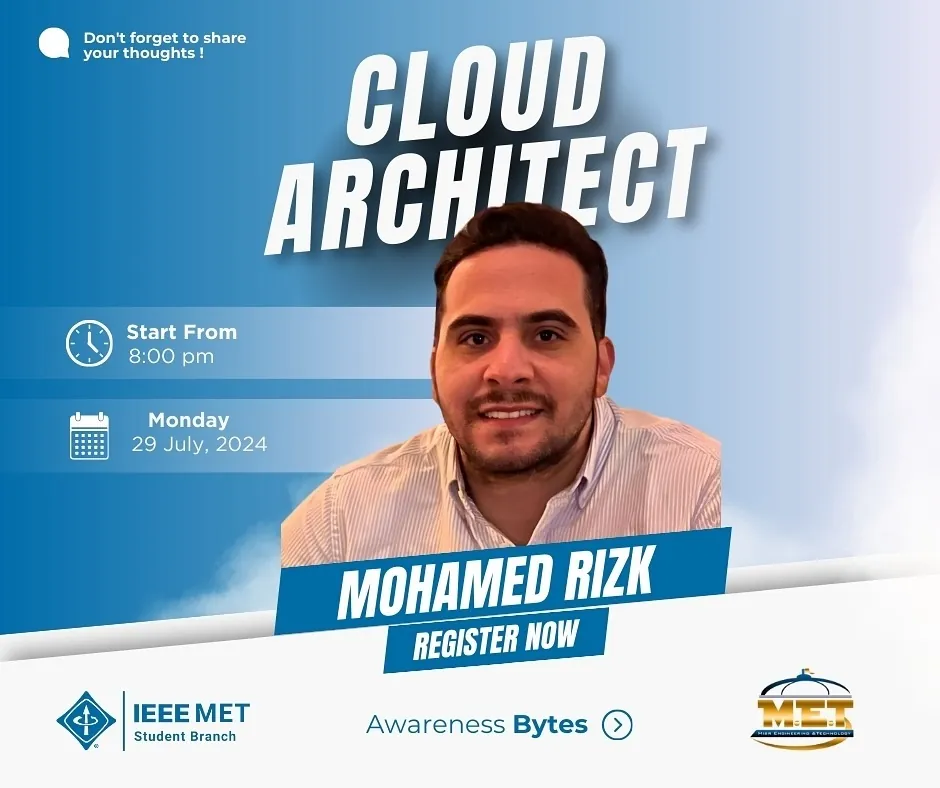 Don't forget to share
your thoughts !
CLOUD
ARCHITECT
Start From
8:00 pm
Monday
29 July, 2024
MOHAMED RIZK
REGISTER NOW
IEEE MET
Student Branch
Awareness Bytes
MET
MISR ENGINEERING &TECHNOLOGY